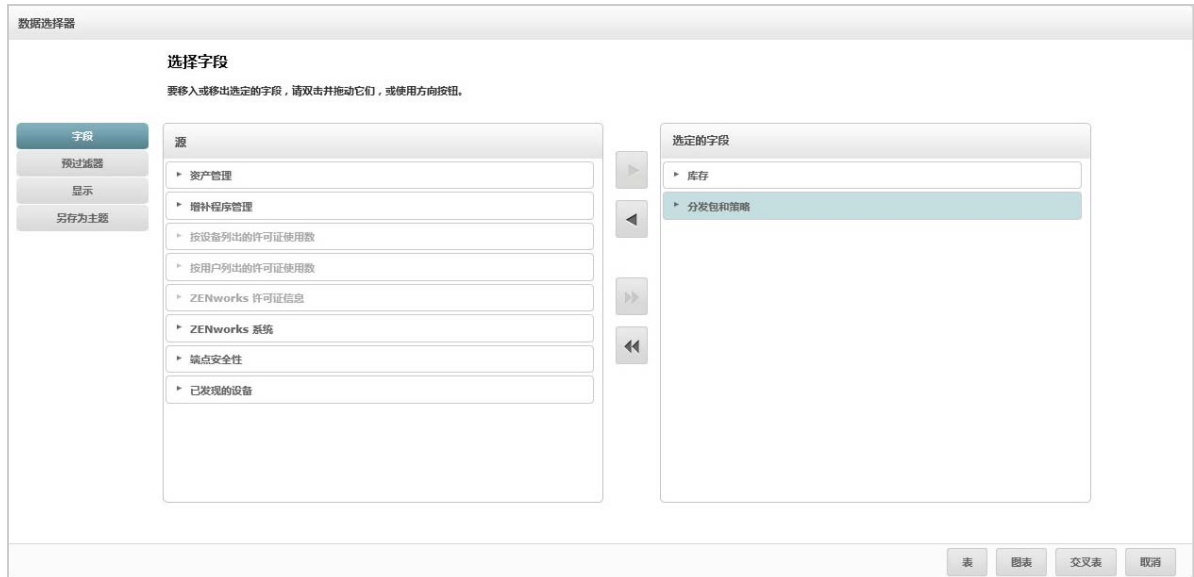 数据选择器
选择字段
要移入或移出选定的字段，请双击并拖动它们，或使用方向按钮。
字段
预过滤器
显示
另存为主题
源
资产管理
增补程序管理
按设备列出的许可证使用数
按用户列出的许可证使用数
ZENworks 许可证信息
ZENworks 系统
端点安全性
已发现的设备
选定的字段
库存
分发包和策略
表
图表
交叉表
取消